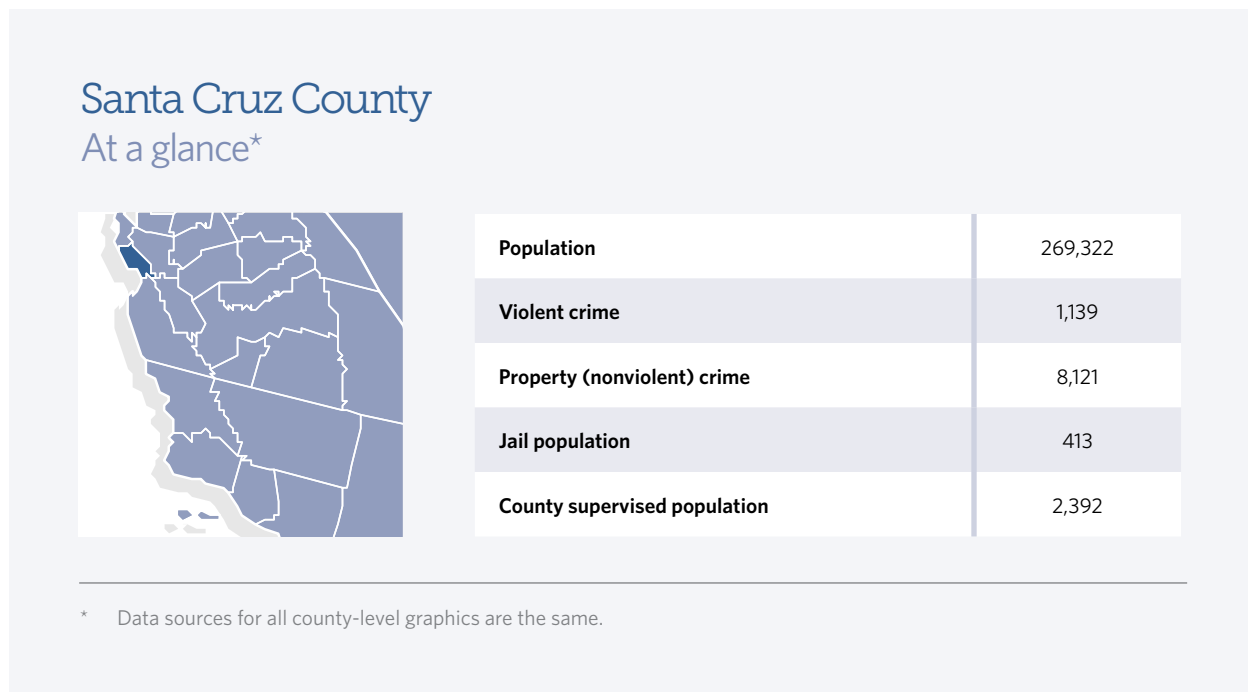 Santa Cruz County
At a glance*
Population 269,322
Violent crime 1,139
Property (nonviolent) crime 8,121
Jail population 413
County supervised population 2,392
* Data sources for all county-level graphics are the same.